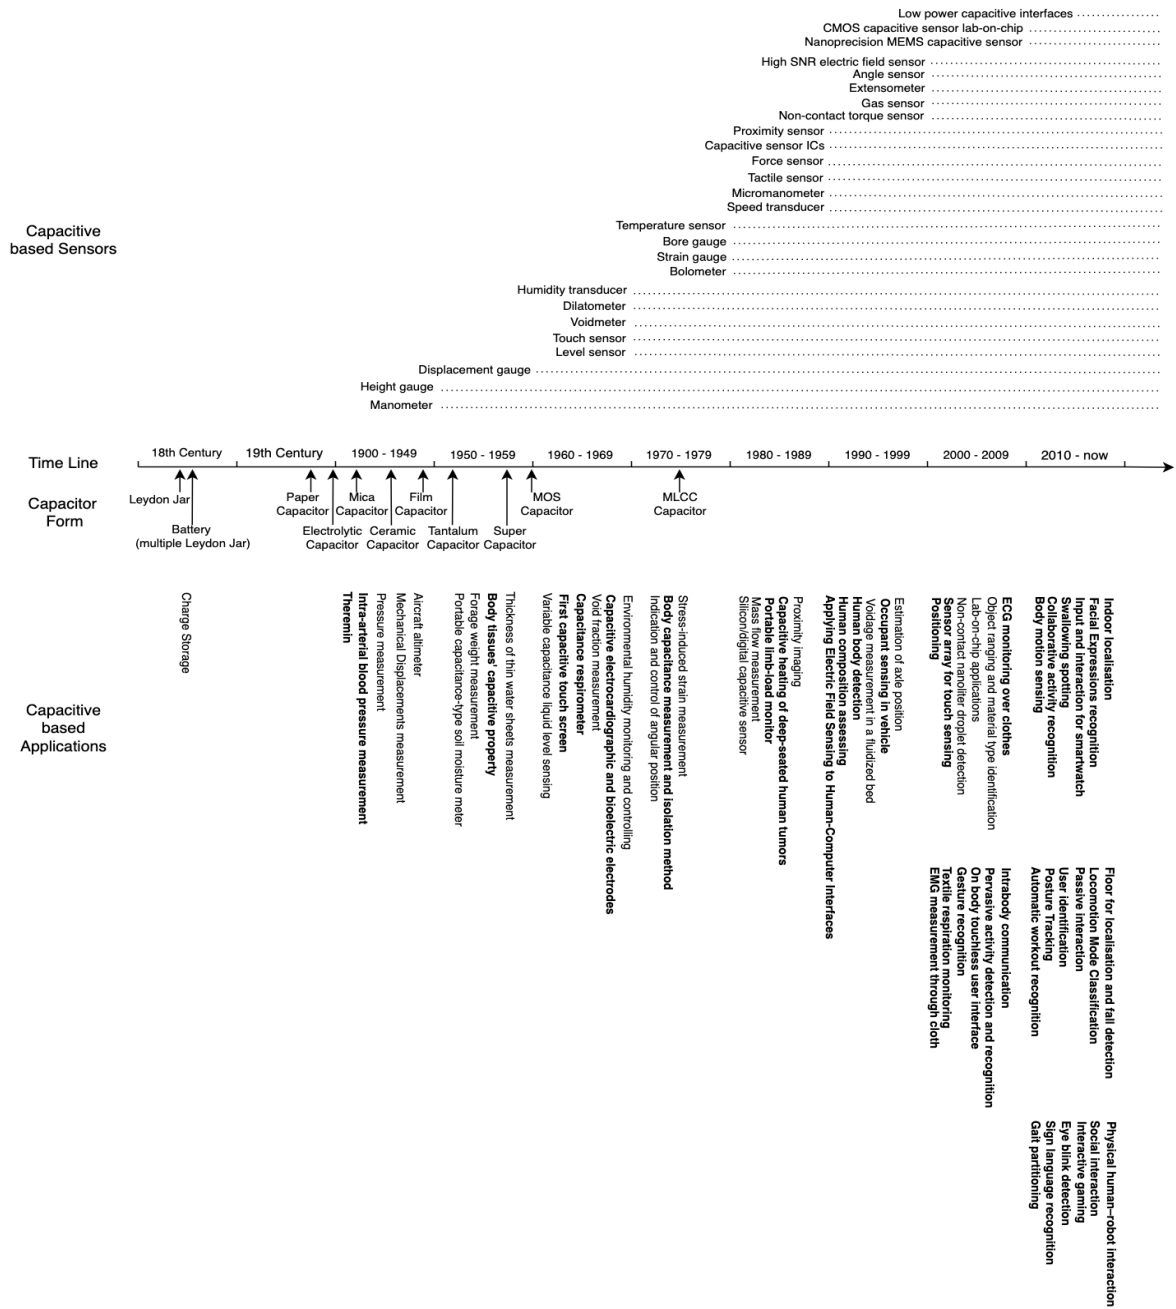 Low power capacitive interfaces
CMOS capacitive sensor lab-on-chip
Nanoprecision MEMS capacitive sensor
High SNR electric field sensor
Angle sensor
Extensometer
Gas sensor
Non-contact torque sensor
Proximity sensor
Capacitive sensor ICs
Force sensor
Tactile sensor
Micromanometer
Speed transducer
Capacitive
based Sensors
Temperature sensor
Bore gauge
Strain gauge
Bolometer
Humidity transducer
Dilatometer
Voidmeter
Touch sensor
Level sensor
Displacement gauge
Height gauge
Manometer
Time Line
18th Century
19th Century
1900 - 1949
1950 - 1959
1960 - 1969
1970 - 1979
1980 - 1989
1990 - 1999
2000 - 2009
2010 - now
Capacitor
Form
Leydon Jar
Battery
(multiple Leydon Jar)
Paper
Capacitor
Electrolytic
Capacitor
Mica
Capacitor
Ceramic
Capacitor
Film
Capacitor
Tantalum
Capacitor
Super
Capacitor
MOS
Capacitor
MLCC
Capacitor
Capacitive
based
Applications
Charge Storage
Aircraft altimeter
Mechanical Displacements measurement
Pressure measurement
Intra-arterial blood pressure measurement
Theremin
Thickness of thin water sheets measurement
Body tissues' capacitive property
Forage weight measurement
Portable capacitance-type soil moisture meter
Environmental humidity monitoring and controlling
Capacitive electrocardiographic and bioelectric electrodes
Void fraction measurement
Capacitance respirometer
First capacitive touch screen
Variable capacitance liquid level sensing
Stress-induced strain measurement
Body capacitance measurement and isolation method
Indication and control of angular position
Proximity imaging
Capacitive heating of deep-seated human tumors
Portable limb-load monitor
Mass flow measurement
Silicon/digital capacitive sensor
Estimation of axle position
Occupant sensing in vehicle
Voidage measurement in a fluidized bed
Human body detection
Human composition assessing
Applying Electric Field Sensing to Human-Computer Interfaces
ECG monitoring over clothes
Object ranging and material type identification
Lab-on-chip applications
Non-contact nanoliter droplet detection
Sensor array for touch sensing
Positioning
Intrabody communication
Pervasive activity detection and recognition
On body touchless user interface
Gesture recognition
Textile respiration monitoring
EMG measurement through cloth
Indoor localisation
Facial Expressions recognition
Input and interaction for smartwatch
Swallowing spotting
Collaborative activity recognition
Body motion sensing
Floor for localisation and fall detection
Locomotion Mode Classification
Passive interaction
User identification
Posture Tracking
Automatic workout recognition
Physical human–robot interaction
Social interaction
Interactive gaming
Eye blink detection
Sign language recognition
Gait partitioning